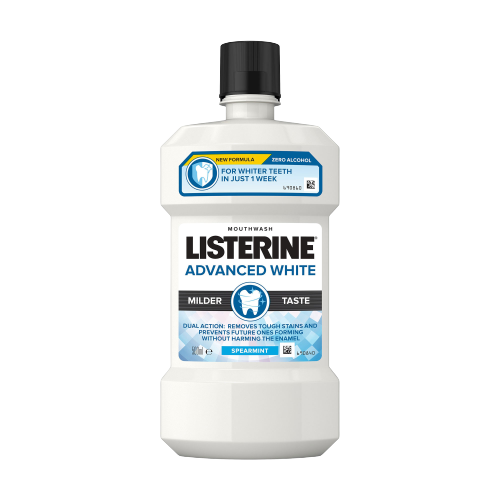 NEW FORMULA ZERO ALCOHOL
FOR WHITER TEETH
IN JUST 1 WEEK
MOUTHWASH
LISTERINE®
ADVANCED WHITE
MILDER TASTE
DUAL ACTION: REMOVES TOUGH STAINS AND
PREVENTS FUTURE ONES FORMING
WITHOUT HARMING THE ENAMEL
SPEARMINT